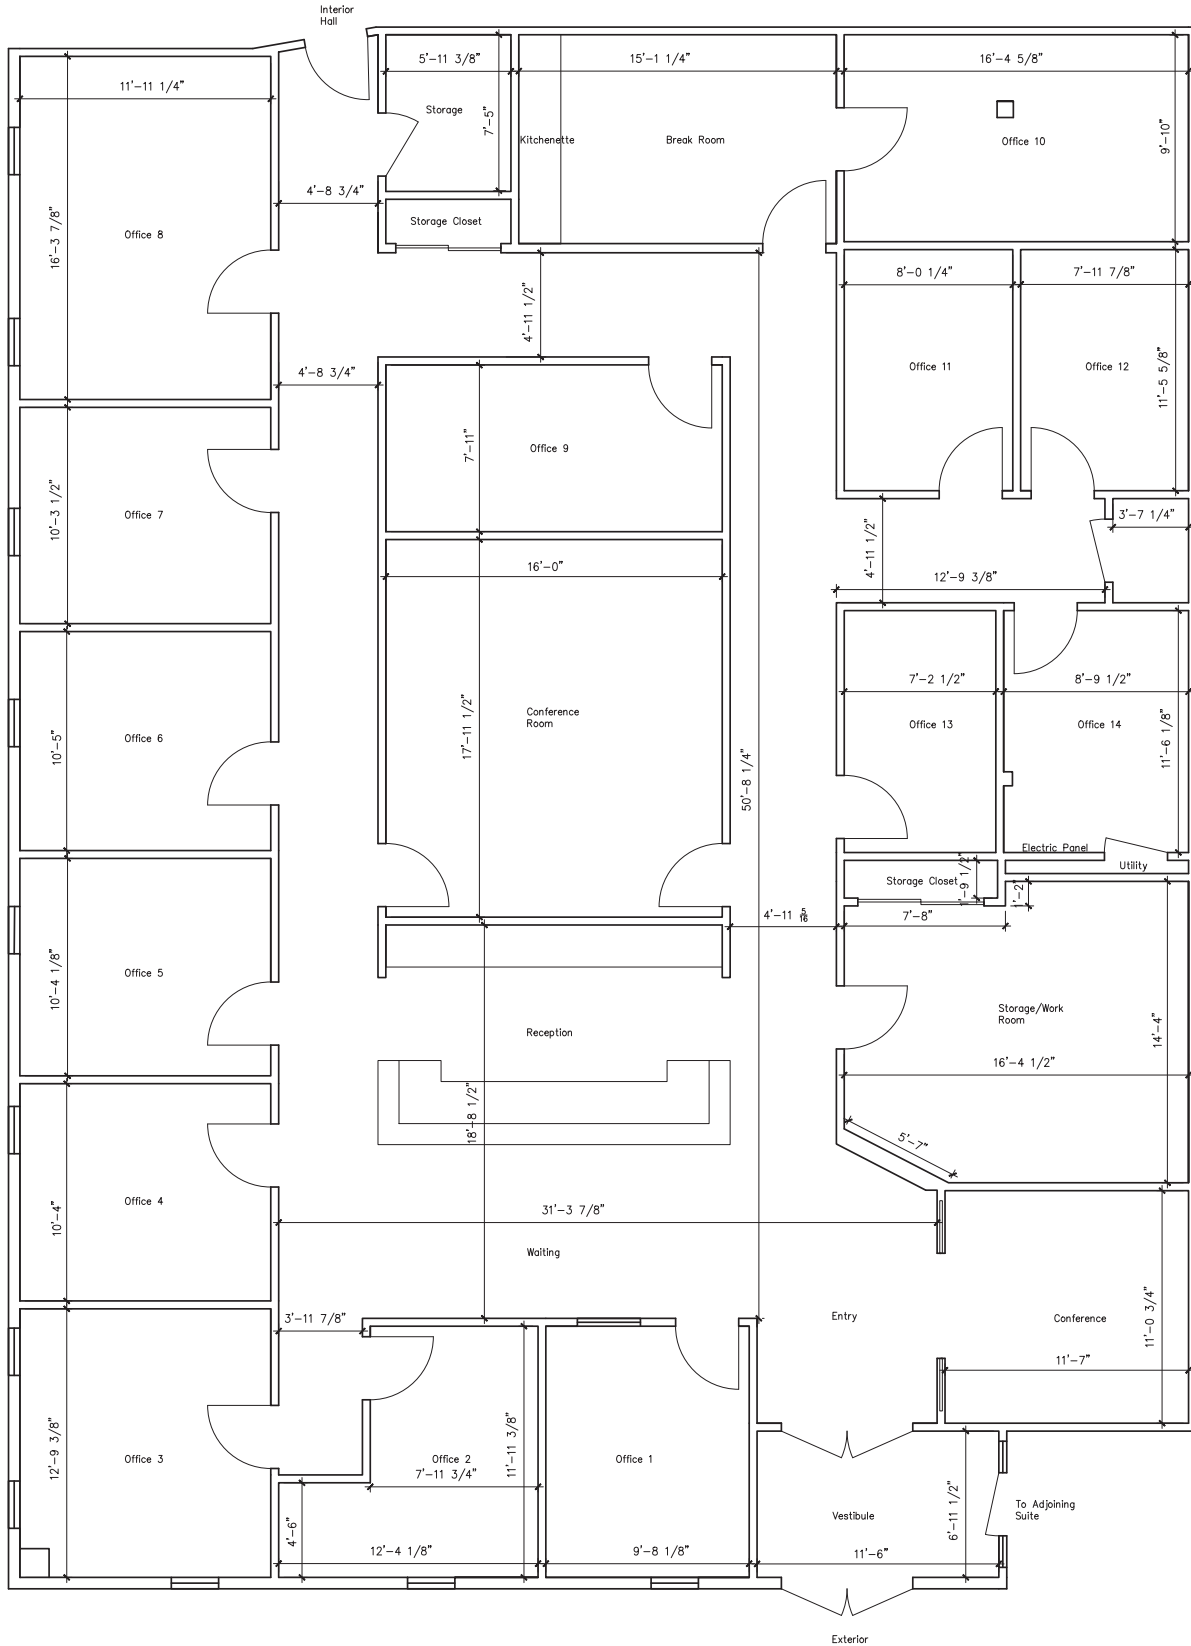 Interior
Hall
5'-11 3/8"
15'-1 1/4"
16'-4 5/8"
11'-11 1/4"
Storage
7'-5"
Kitchenette
Break Room
Office 10
9'-10"
4'-8 3/4"
Storage Closet
Office 8
16'-3 7/8"
8'-0 1/4"
7'-11 7/8"
4'-11 1/2"
4'-8 3/4"
Office 11
Office 12
11'-5 5/8"
7'-11"
Office 9
Office 7
10'-3 1/2"
3'-7 1/4"
4'-11 1/2"
16'-0"
12'-9 3/8"
7'-2 1/2"
8'-9 1/2"
Conference
Room
17'-11 1/2"
Office 13
Office 14
11'-6 1/8"
Office 6
10'-5"
50'-8 1/4"
Electric Panel
Utility
Storage Closet
1'-9 1/2"
1'-2"
4'-11 5/16
7'-8"
Office 5
10'-4 1/8"
Storage/Work
Room
Reception
14'-4"
16'-4 1/2"
18'-8 1/2"
5'-7"
Office 4
10'-4"
31'-3 7/8"
Waiting
3'-11 7/8"
Entry
Conference
11'-0 3/4"
11'-7"
Office 3
12'-9 3/8"
Office 2
7'-11 3/4"
11'-11 3/8"
Office 1
Vestibule
6'-11 1/2"
To Adjoining
Suite
4'-6"
12'-4 1/8"
9'-8 1/8"
11'-6"
Exterior